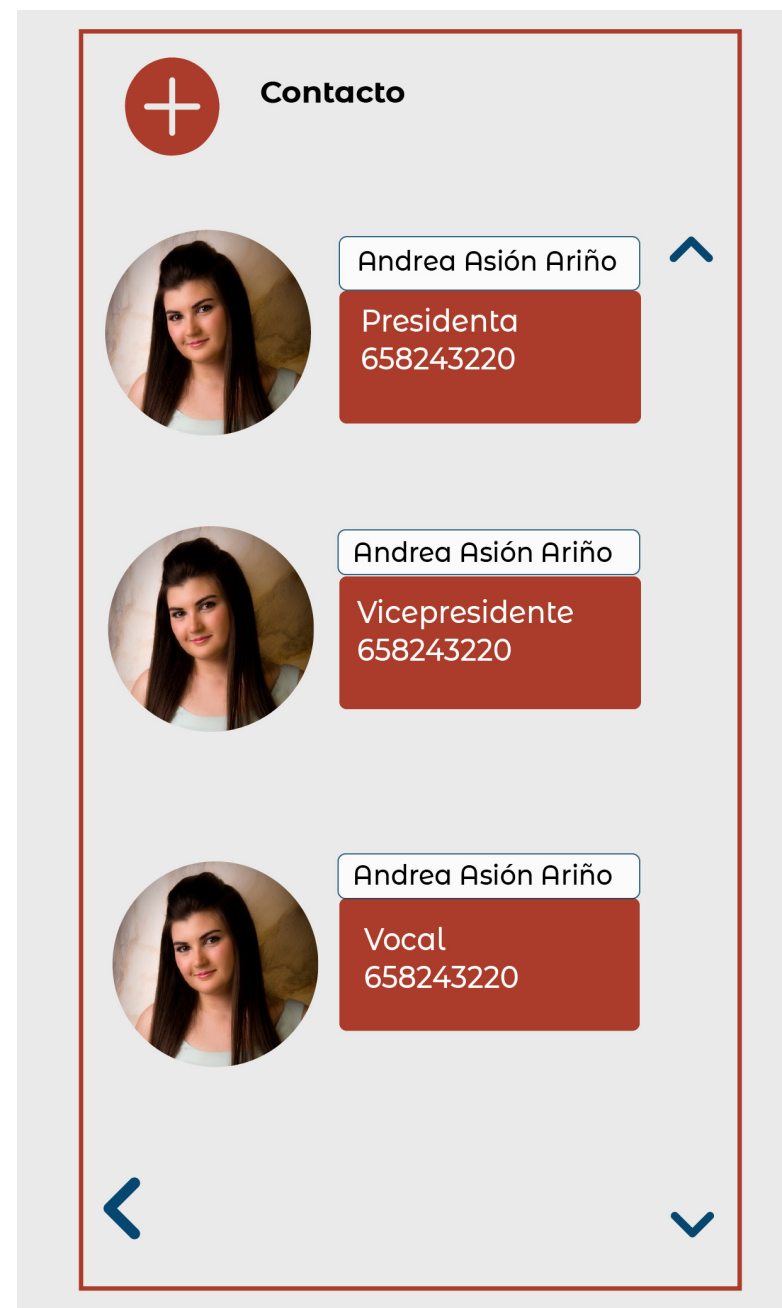 Contacto
Andrea Asión Ariño
Presidenta
658243220
Andrea Asión Ariño
Vicepresidente
658243220
Andrea Asión Ariño
Vocal
658243220